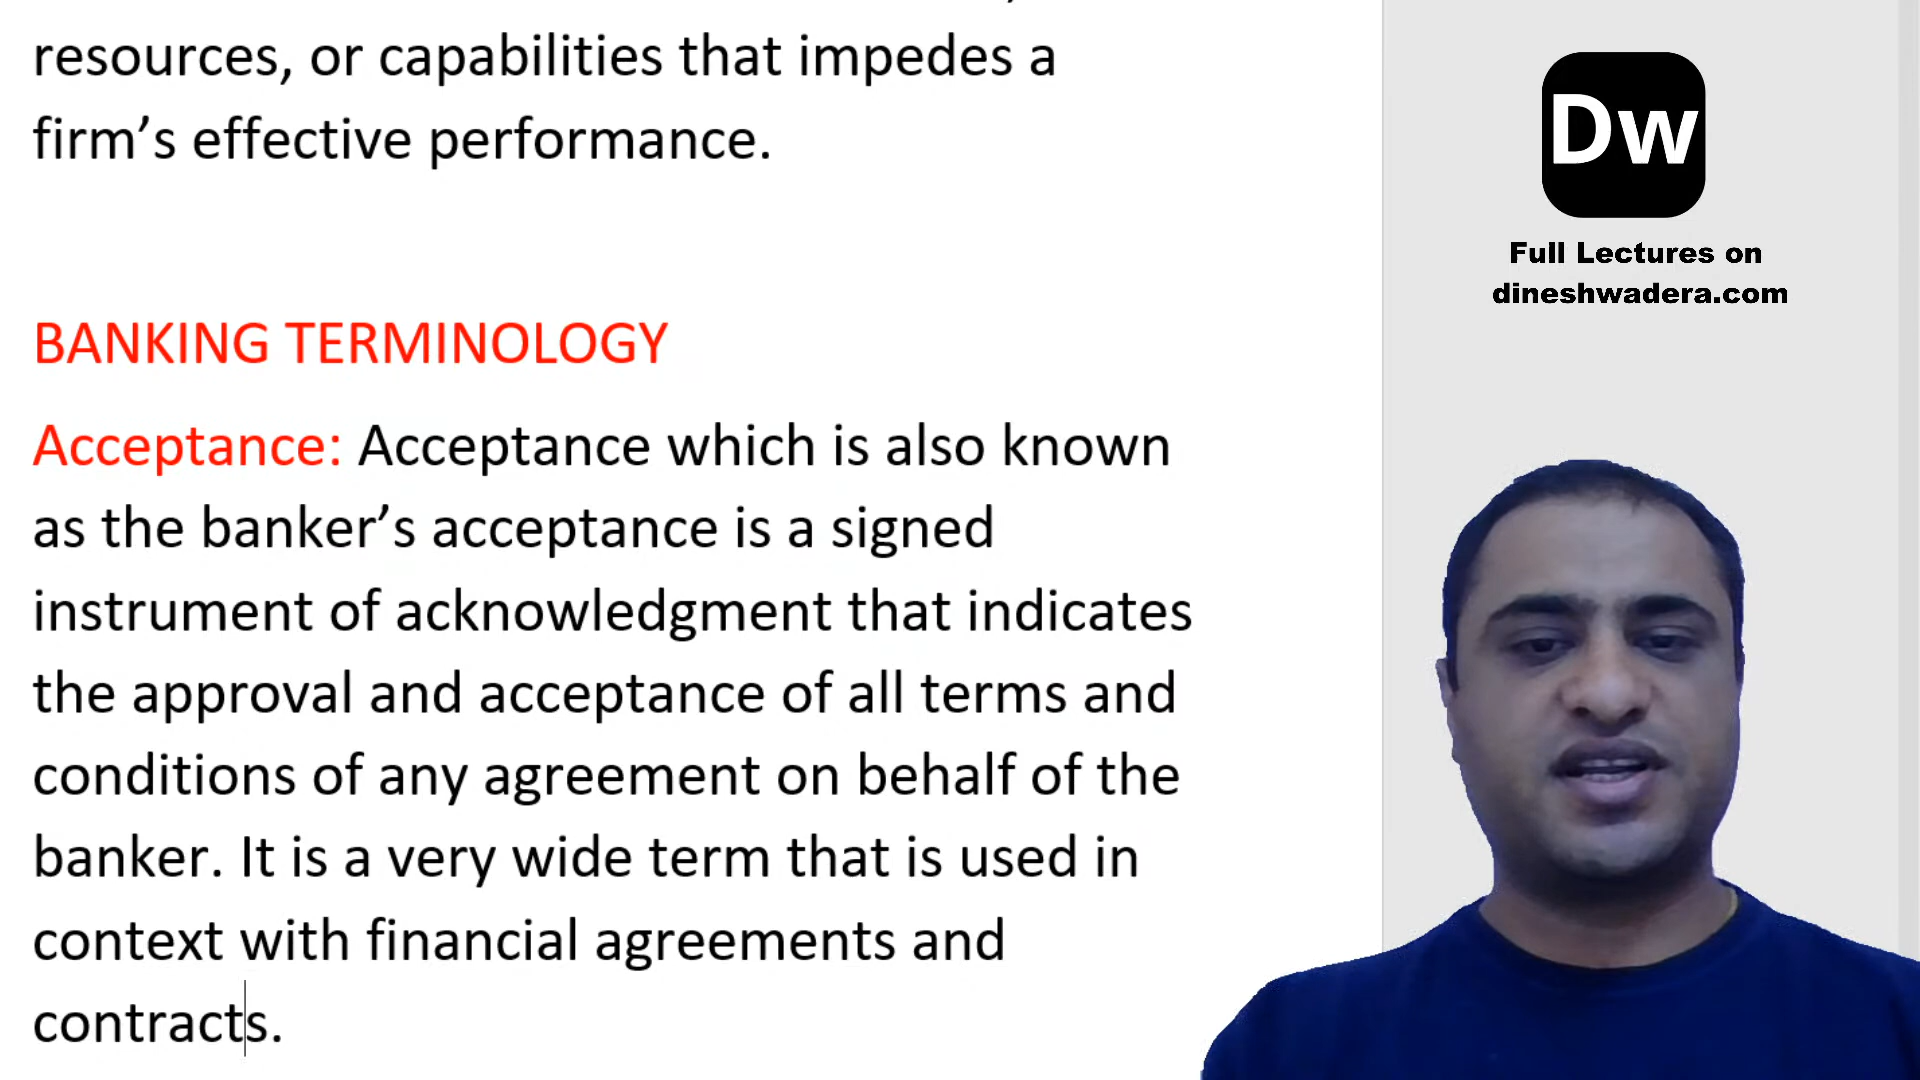 resources, or capabilities that impedes a
firm’s effective performance.
BANKING TERMINOLOGY
Acceptance: Acceptance which is also known
as the banker’s acceptance is a signed
instrument of acknowledgment that indicates
the approval and acceptance of all terms and
conditions of any agreement on behalf of the
banker. It is a very wide term that is used in
context with financial agreements and
contracts.
Dw
Full Lectures on
dineshwadera.com